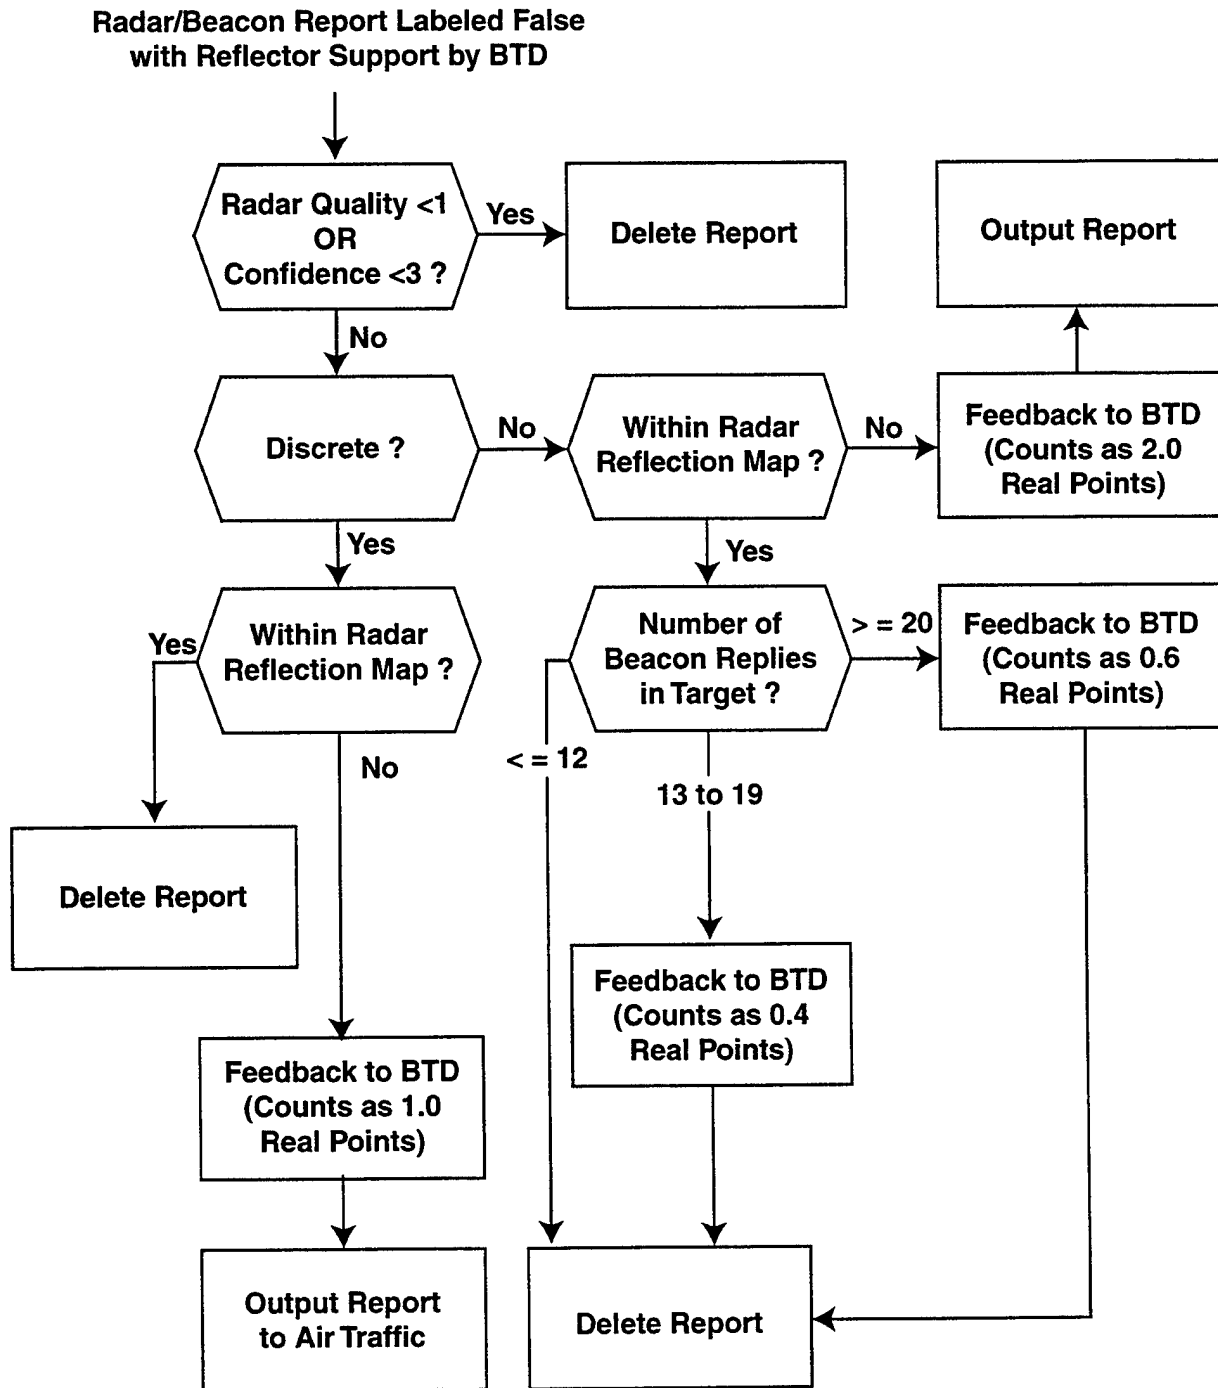 Radar/Beacon Report Labeled False
with Reflector Support by BTD
Radar Quality <1
OR
Confidence <3 ?
Yes
Delete Report
Output Report
No
Discrete ?
No
Within Radar
Reflection Map ?
No
Feedback to BTD
(Counts as 2.0
Real Points)
Yes
Yes
Yes
Within Radar
Reflection Map ?
Number of
Beacon Replies
in Target ?
> = 20
Feedback to BTD
(Counts as 0.6
Real Points)
No
< = 12
13 to 19
Delete Report
Feedback to BTD
(Counts as 0.4
Real Points)
Feedback to BTD
(Counts as 1.0
Real Points)
Output Report
to Air Traffic
Delete Report